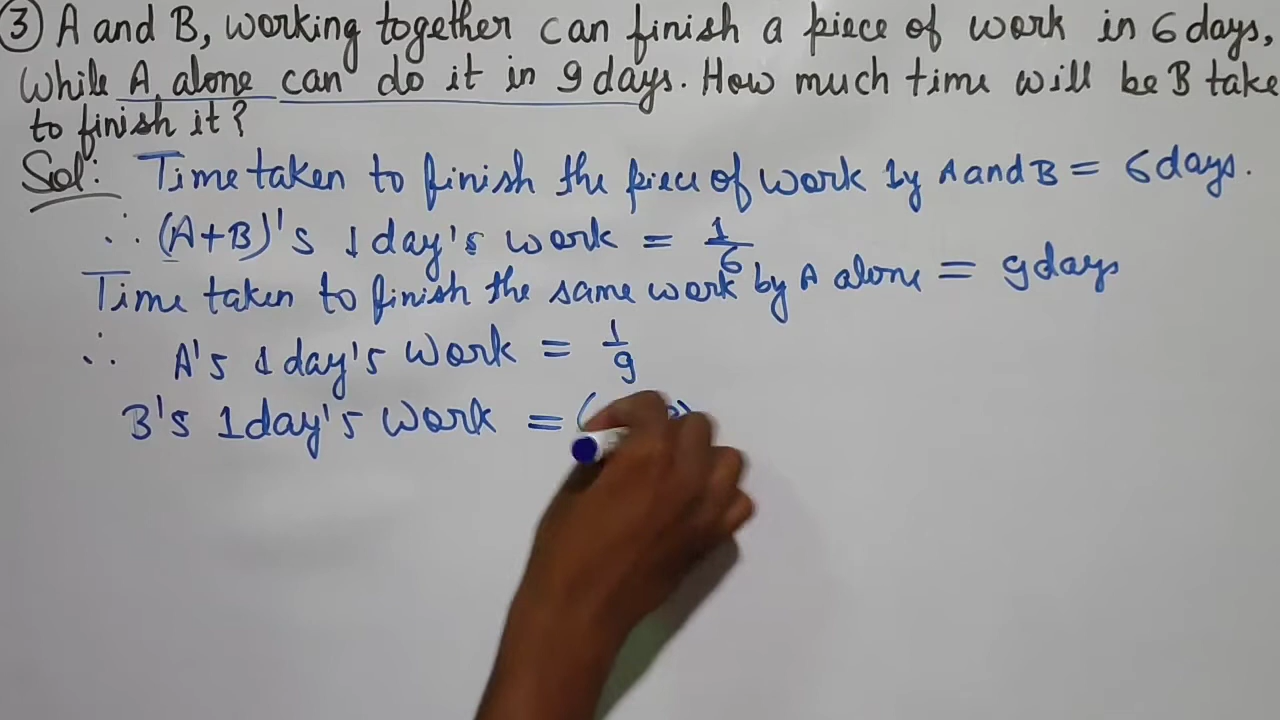 ③ A and B, working together can finish a piece of work in 6 days,
while A alone can do it in 9 days. How much time will be B take
to finish it?
Sol: Time taken to finish the piece of work by A and B = 6 days.
∴ (A+B)'s 1 day's work = 1/6
Time taken to finish the same work by A alone = 9 days
∴ A's 1 day's work = 1/9
B's 1 day's work = (